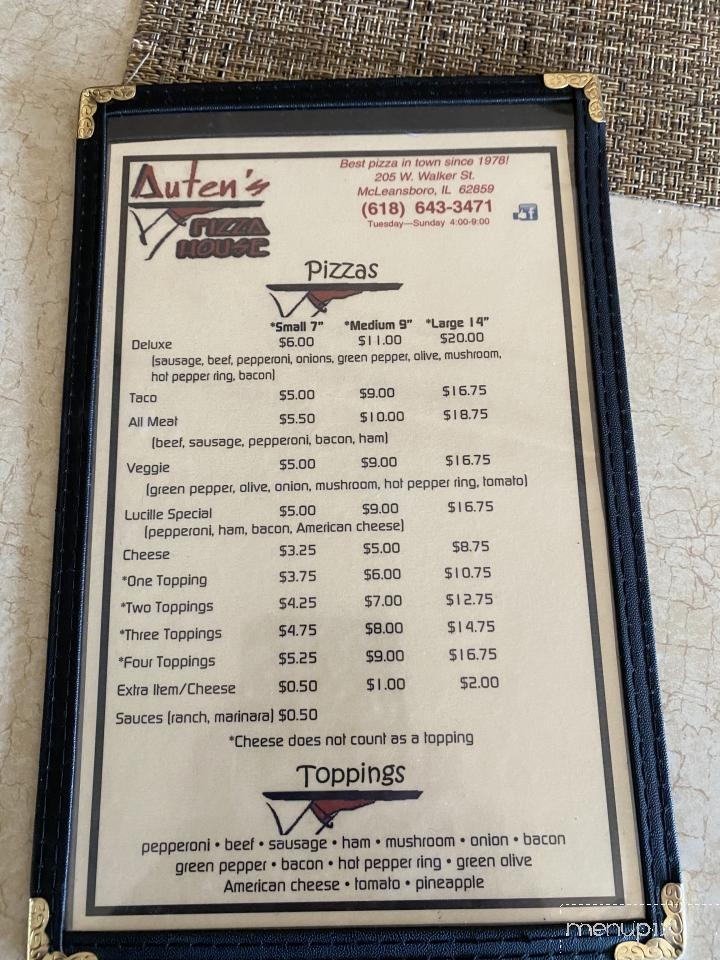 Auten's
PIZZA
HOUSE
Best pizza in town since 1978!
205 W. Walker St.
McLeansboro, IL 62859
(618) 643-3471
Tuesday—Sunday 4:00-9:00
f
Pizzas
*Small 7" *Medium 9" *Large 14"
Deluxe $6.00 $11.00 $20.00
(sausage, beef, pepperoni, onions, green pepper, olive, mushroom,
hot pepper ring, bacon)
Taco $5.00 $9.00 $16.75
All Meat $5.50 $10.00 $18.75
(beef, sausage, pepperoni, bacon, ham)
Veggie $5.00 $9.00 $16.75
(green pepper, olive, onion, mushroom, hot pepper ring, tomato)
Lucille Special $5.00 $9.00 $16.75
(pepperoni, ham, bacon, American cheese)
Cheese $3.25 $5.00 $8.75
*One Topping $3.75 $6.00 $10.75
*Two Toppings $4.25 $7.00 $12.75
*Three Toppings $4.75 $8.00 $14.75
*Four Toppings $5.25 $9.00 $16.75
Extra Item/Cheese $0.50 $1.00 $2.00
Sauces (ranch, marinara) $0.50
*Cheese does not count as a topping
Toppings
pepperoni • beef • sausage • ham • mushroom • onion • bacon
green pepper • bacon • hot pepper ring • green olive
American cheese • tomato • pineapple